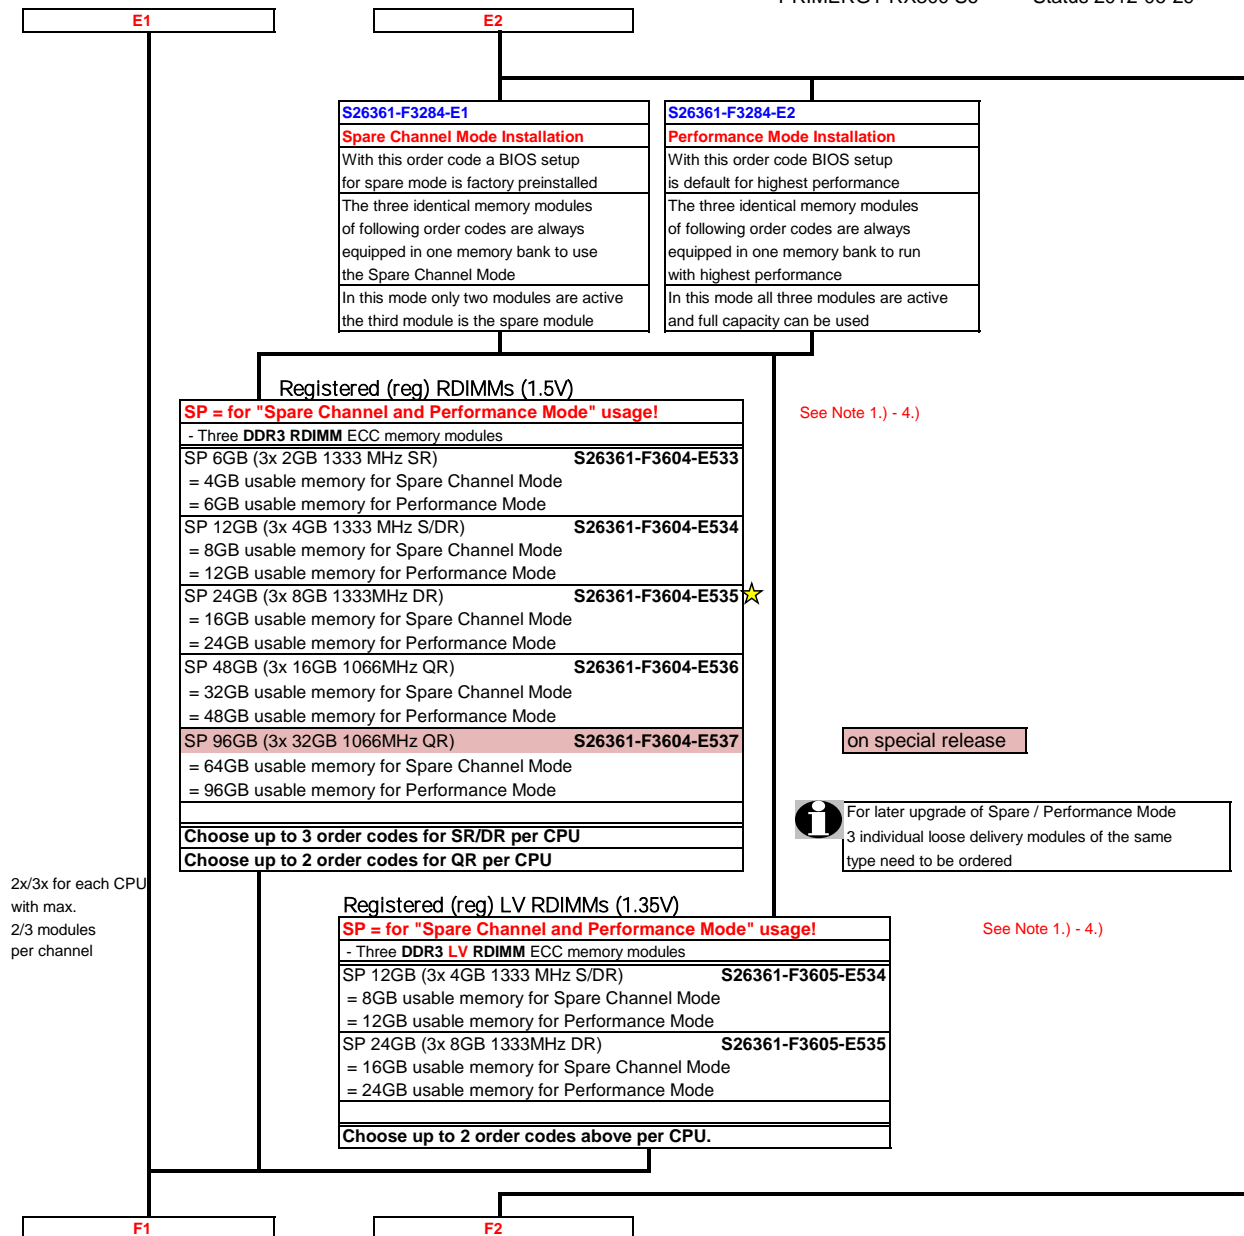 E1
E2
S26361-F3284-E1
Spare Channel Mode Installation
With this order code a BIOS setup
for spare mode is factory preinstalled
The three identical memory modules
of following order codes are always
equipped in one memory bank to use
the Spare Channel Mode
In this mode only two modules are active
the third module is the spare module
S26361-F3284-E2
Performance Mode Installation
With this order code BIOS setup
is default for highest performance
The three identical memory modules
of following order codes are always
equipped in one memory bank to run
with highest performance
In this mode all three modules are active
and full capacity can be used
Registered (reg) RDIMMs (1.5V)
SP = for "Spare Channel and Performance Mode" usage!
See Note 1.) - 4.)
- Three DDR3 RDIMM ECC memory modules
SP 6GB (3x 2GB 1333 MHz SR) S26361-F3604-E533
= 4GB usable memory for Spare Channel Mode
= 6GB usable memory for Performance Mode
SP 12GB (3x 4GB 1333 MHz S/DR) S26361-F3604-E534
= 8GB usable memory for Spare Channel Mode
= 12GB usable memory for Performance Mode
SP 24GB (3x 8GB 1333MHz DR) S26361-F3604-E535
= 16GB usable memory for Spare Channel Mode
= 24GB usable memory for Performance Mode
SP 48GB (3x 16GB 1066MHz QR) S26361-F3604-E536
= 32GB usable memory for Spare Channel Mode
= 48GB usable memory for Performance Mode
SP 96GB (3x 32GB 1066MHz QR) S26361-F3604-E537
on special release
= 64GB usable memory for Spare Channel Mode
= 96GB usable memory for Performance Mode
For later upgrade of Spare / Performance Mode
3 individual loose delivery modules of the same
type need to be ordered
Choose up to 3 order codes for SR/DR per CPU
Choose up to 2 order codes for QR per CPU
2x/3x for each CPU
with max.
2/3 modules
per channel
Registered (reg) LV RDIMMs (1.35V)
SP = for "Spare Channel and Performance Mode" usage!
See Note 1.) - 4.)
- Three DDR3 LV RDIMM ECC memory modules
SP 12GB (3x 4GB 1333 MHz S/DR) S26361-F3605-E534
= 8GB usable memory for Spare Channel Mode
= 12GB usable memory for Performance Mode
SP 24GB (3x 8GB 1333MHz DR) S26361-F3605-E535
= 16GB usable memory for Spare Channel Mode
= 24GB usable memory for Performance Mode
Choose up to 2 order codes above per CPU.
F1
F2